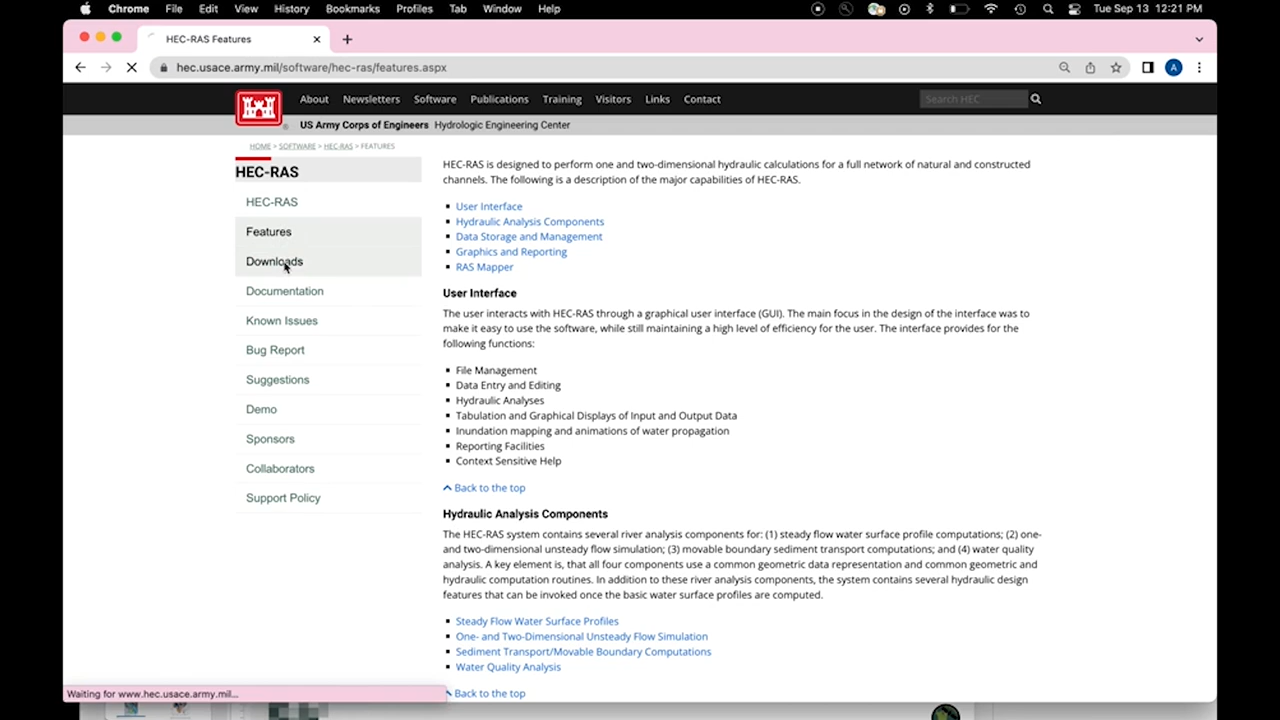 Chrome File Edit View History Bookmarks Profiles Tab Window Help Tue Sep 13 12:21 PM
HEC-RAS Features
hec.usace.army.mil/software/hec-ras/features.aspx
A
About Newsletters Software Publications Training Visitors Links Contact Search HEC
US Army Corps of Engineers Hydrologic Engineering Center
HOME > SOFTWARE > HEC-RAS > FEATURES
HEC-RAS
HEC-RAS
Features
Downloads
Documentation
Known Issues
Bug Report
Suggestions
Demo
Sponsors
Collaborators
Support Policy
HEC-RAS is designed to perform one and two-dimensional hydraulic calculations for a full network of natural and constructed
channels. The following is a description of the major capabilities of HEC-RAS.
User Interface
Hydraulic Analysis Components
Data Storage and Management
Graphics and Reporting
RAS Mapper
User Interface
The user interacts with HEC-RAS through a graphical user interface (GUI). The main focus in the design of the interface was to
make it easy to use the software, while still maintaining a high level of efficiency for the user. The interface provides for the
following functions:
File Management
Data Entry and Editing
Hydraulic Analyses
Tabulation and Graphical Displays of Input and Output Data
Inundation mapping and animations of water propagation
Reporting Facilities
Context Sensitive Help
Back to the top
Hydraulic Analysis Components
The HEC-RAS system contains several river analysis components for: (1) steady flow water surface profile computations; (2) one-
and two-dimensional unsteady flow simulation; (3) movable boundary sediment transport computations; and (4) water quality
analysis. A key element is, that all four components use a common geometric data representation and common geometric and
hydraulic computation routines. In addition to these river analysis components, the system contains several hydraulic design
features that can be invoked once the basic water surface profiles are computed.
Steady Flow Water Surface Profiles
One- and Two-Dimensional Unsteady Flow Simulation
Sediment Transport/Movable Boundary Computations
Water Quality Analysis
Back to the top
Waiting for www.hec.usace.army.mil...